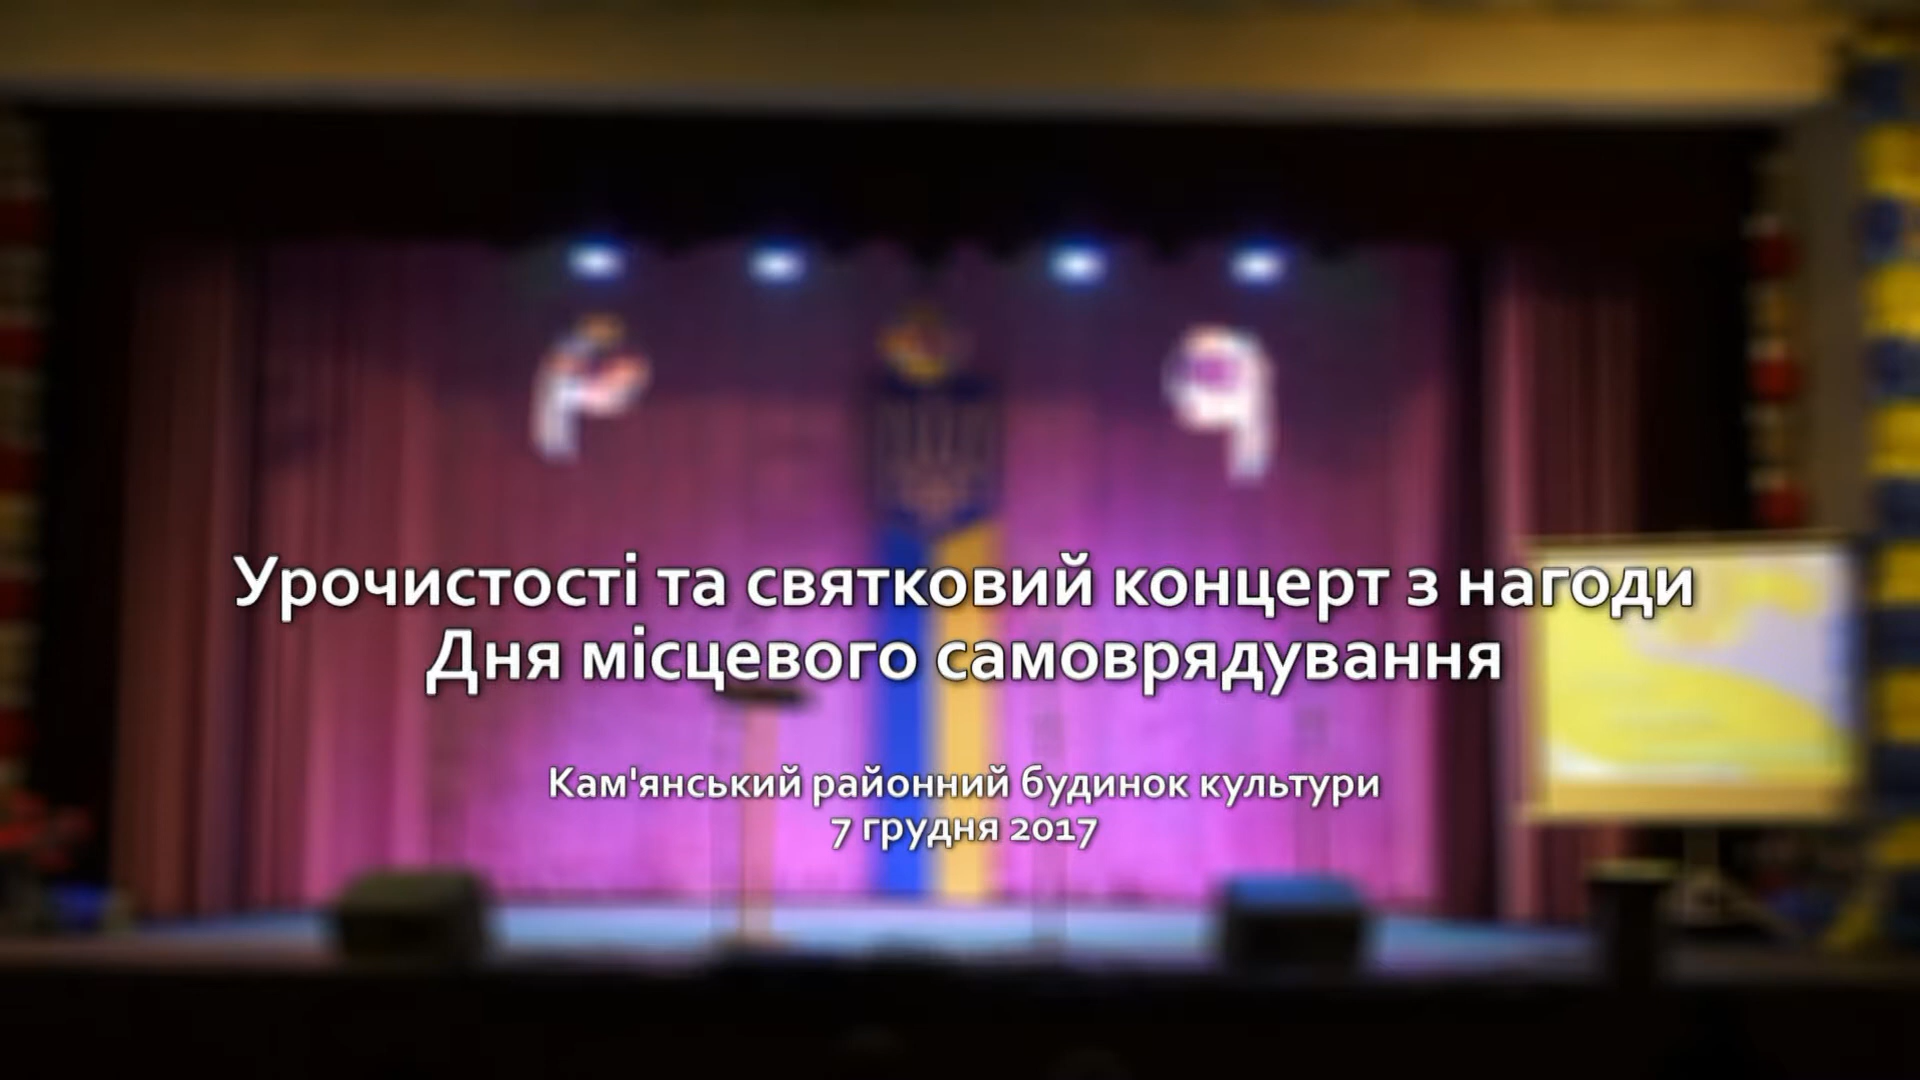 Урочистості та святковий концерт з нагоди
Дня місцевого самоврядування
Кам'янський районний будинок культури
7 грудня 2017